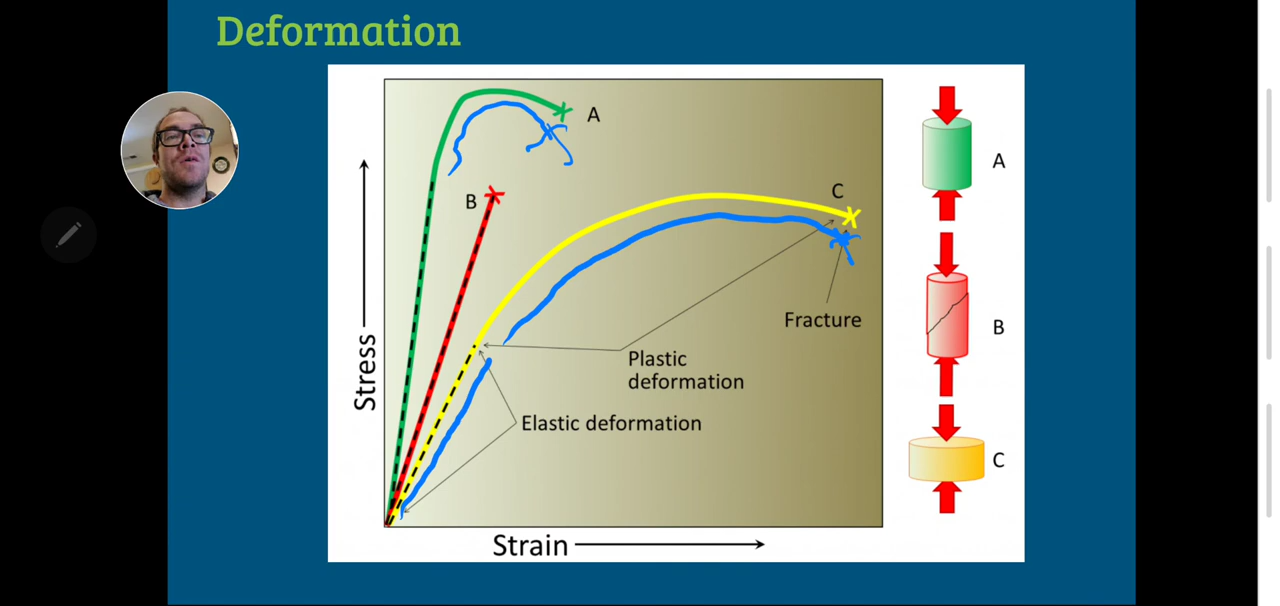 Deformation
A
B
C
Fracture
Plastic
deformation
Elastic deformation
Stress
Strain
A
B
C